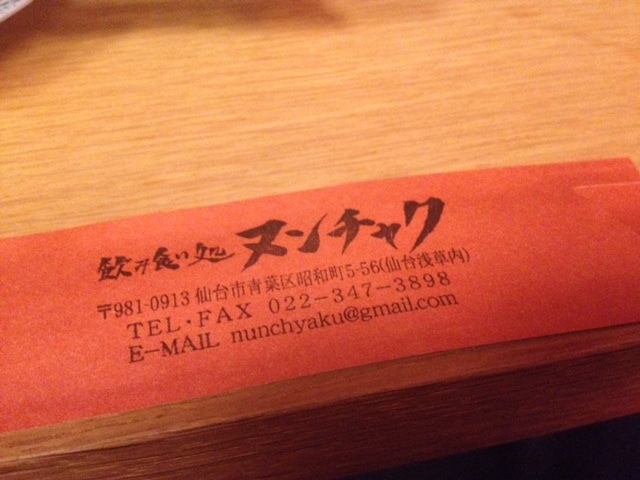 飲み食い処 ヌンチャク
〒981-0913 仙台市青葉区昭和町5-56(仙台浅草内)
TEL・FAX 022-347-3898
E-MAIL nunchyaku@gmail.com